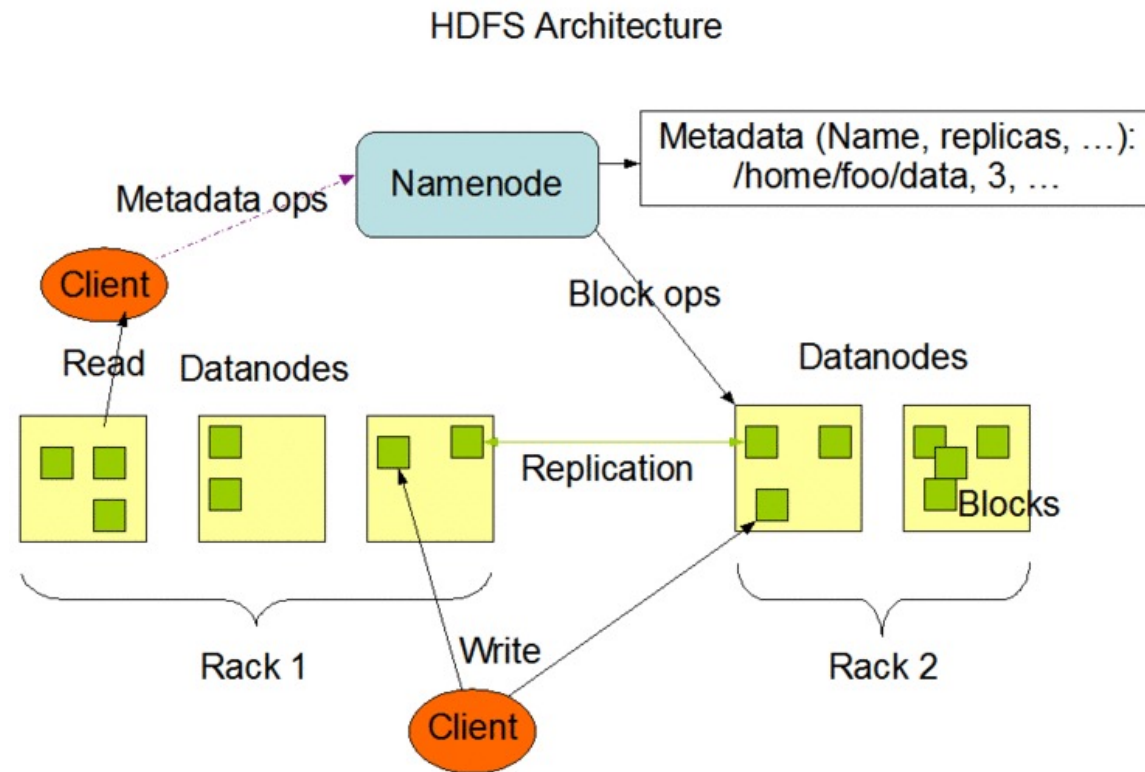 HDFS Architecture
Metadata (Name, replicas, …):
/home/foo/data, 3, …
Namenode
Metadata ops
Client
Block ops
Read
Datanodes
Datanodes
Replication
Blocks
Rack 1
Write
Rack 2
Client